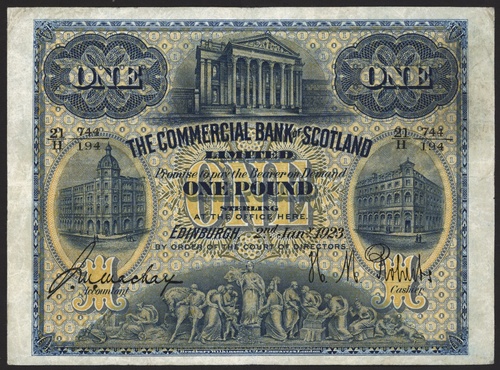 ONE ONE
21/H 744/194 21/H 744/194
THE COMMERCIAL BANK of SCOTLAND
LIMITED
Promise to pay the Bearer on Demand
ONE POUND
STERLING
AT THE OFFICE HERE.
EDINBURGH, 2nd Jany. 1923.
BY ORDER OF THE COURT OF DIRECTORS.
Accountant Cashier